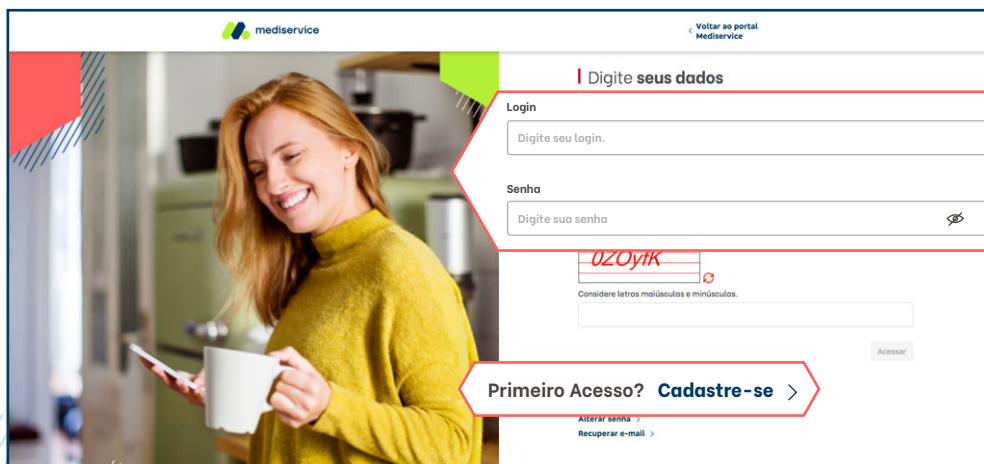 mediservice
Voltar ao portal
Mediservice
Digite seus dados
Login
Digite seu login.
Senha
Digite sua senha
0ZOyfK
Considere letras maiúsculas e minúsculas.
Acessar
Primeiro Acesso? Cadastre-se
Alterar senha
Recuperar e-mail